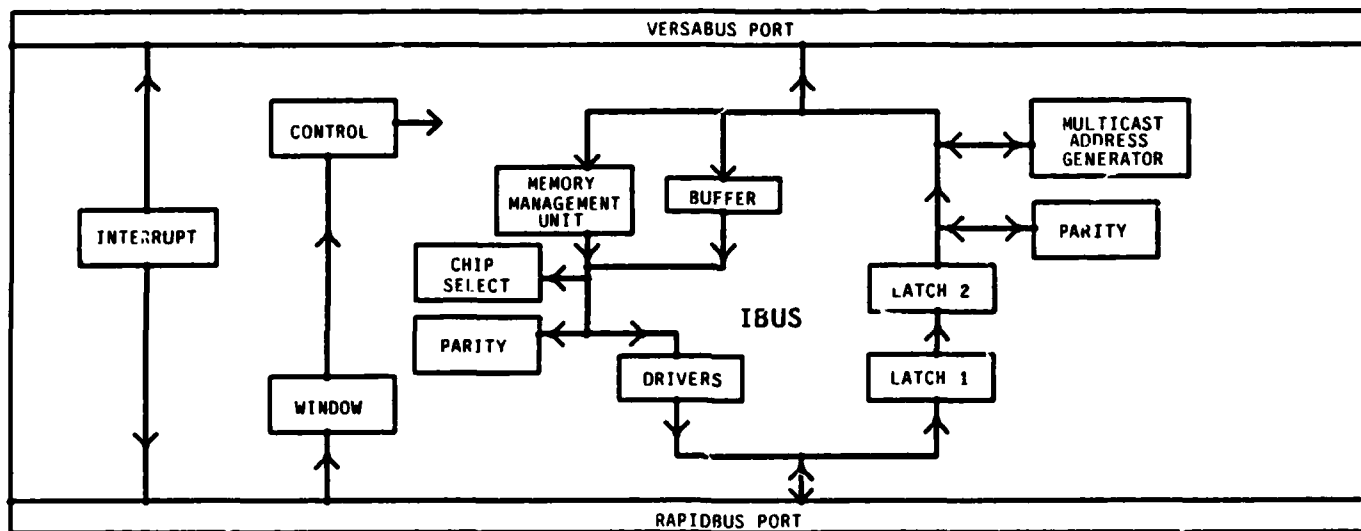 VERSABUS PORT
CONTROL
MULTICAST
ADDRESS
GENERATOR
MEMORY
MANAGEMENT
UNIT
BUFFER
INTERRUPT
PARITY
CHIP
SELECT
LATCH 2
IBUS
PARITY
DRIVERS
LATCH 1
WINDOW
RAPIDBUS PORT